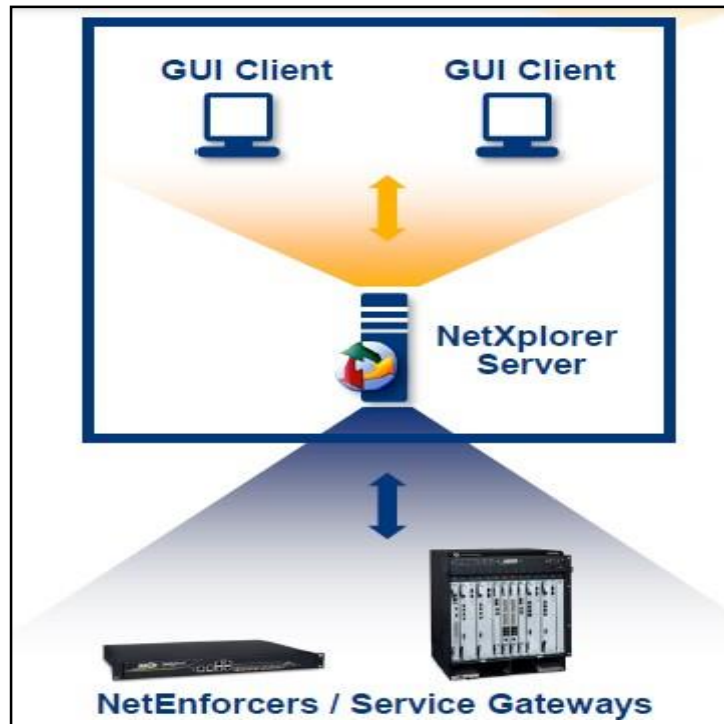 GUI Client
GUI Client
NetXplorer
Server
NetEnforcers / Service Gateways